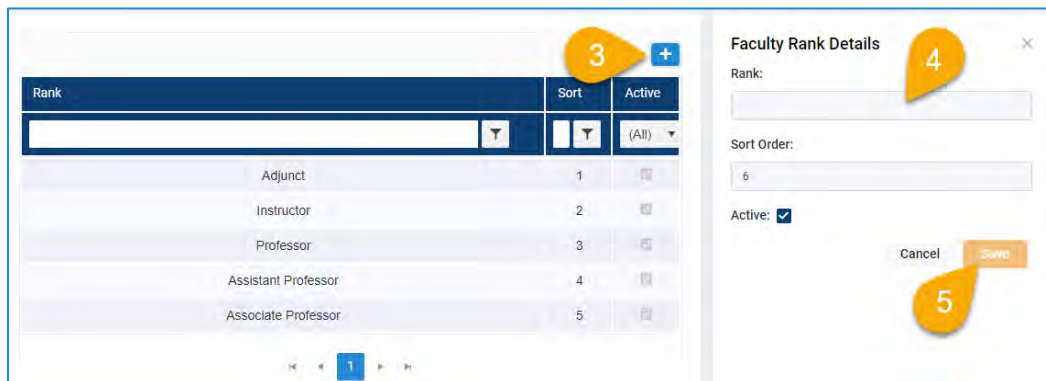 3
+
Rank Sort Active
(All)
Adjunct 1
Instructor 2
Professor 3
Assistant Professor 4
Associate Professor 5
1
Faculty Rank Details
4
Rank:
Sort Order:
6
Active:
Cancel Save
5